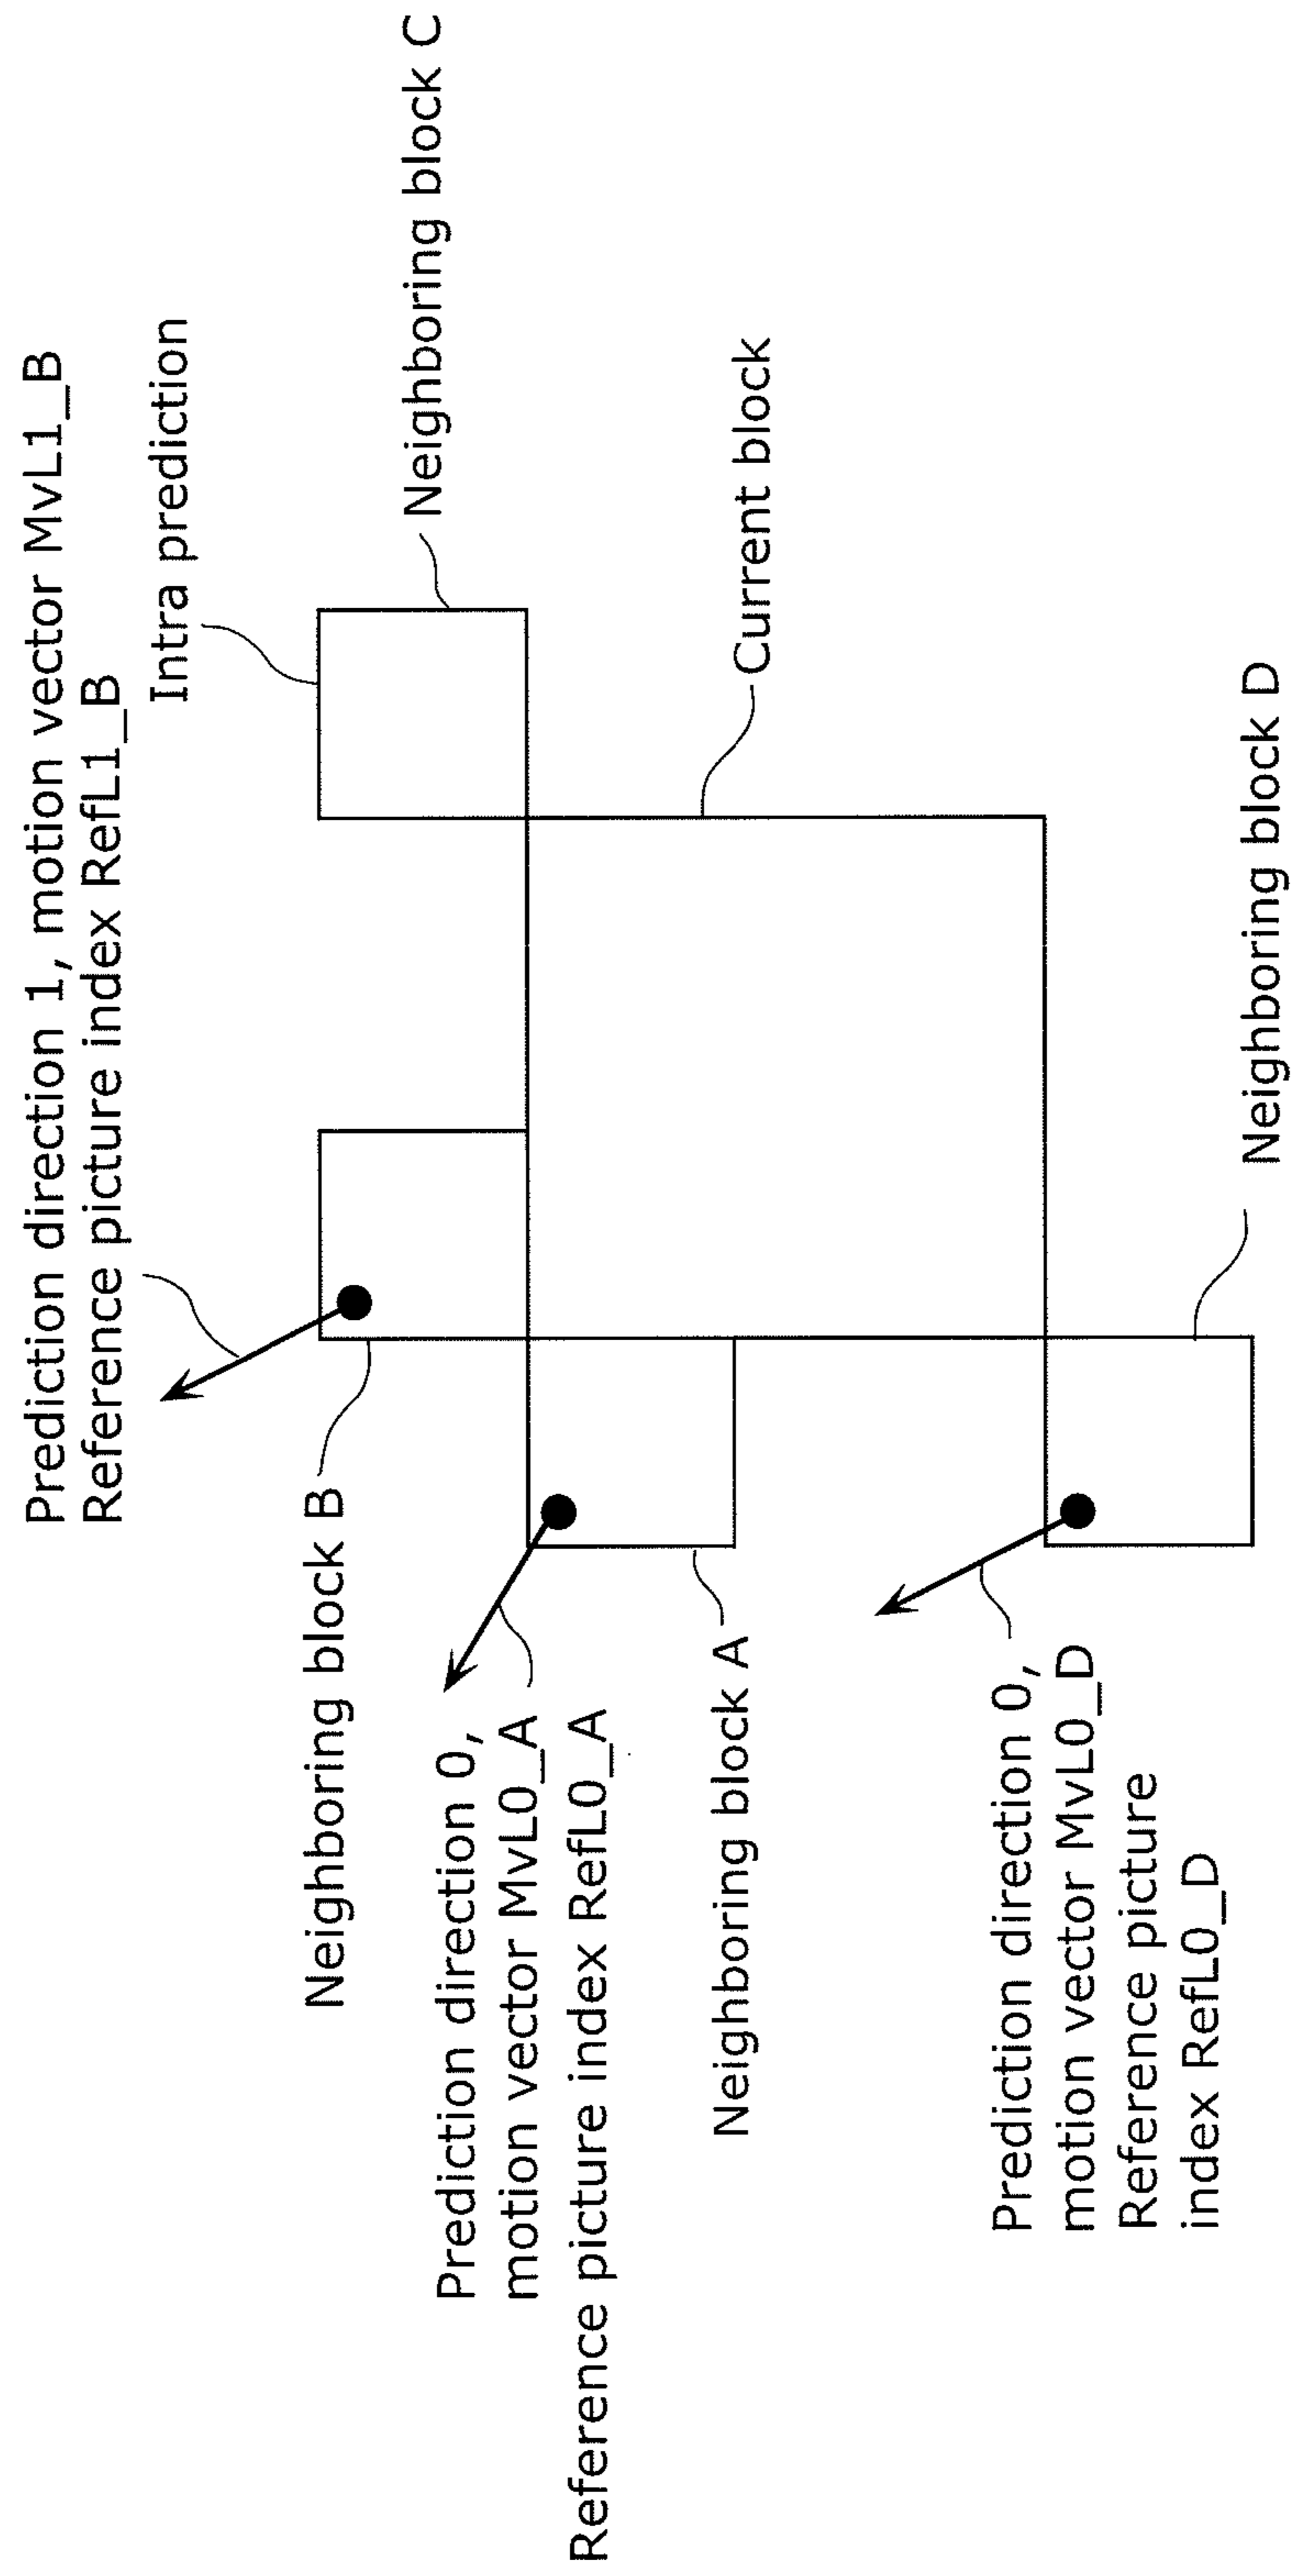 Prediction direction 1, motion vector MvL1_B
Reference picture index RefL1_B
Intra prediction
Neighboring block B
Neighboring block C
Prediction direction 0,
motion vector MvL0_A
Reference picture index RefL0_A
Neighboring block A
Current block
Prediction direction 0,
motion vector MvL0_D
Reference picture
index RefL0_D
Neighboring block D